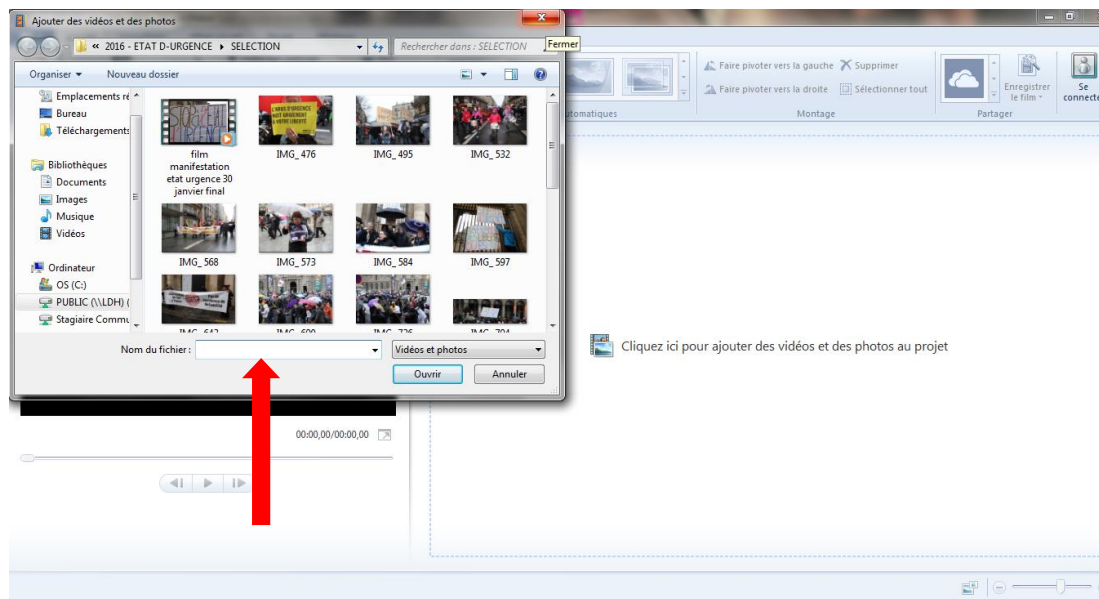 Ajouter des vidéos et des photos
« 2016 - ETAT D-URGENCE ▸ SELECTION
Rechercher dans : SELECTION
Fermer
Organiser
Nouveau dossier
Emplacements ré
Bureau
Téléchargements
Bibliothèques
Documents
Images
Musique
Vidéos
Ordinateur
OS (C:)
PUBLIC (\\LDH) (
Stagiaire Commu
film
manifestation
etat urgence 30
janvier final
IMG_476
IMG_495
IMG_532
IMG_568
IMG_573
IMG_584
IMG_597
Nom du fichier :
Vidéos et photos
Ouvrir
Annuler
tomatiques
Faire pivoter vers la gauche
Supprimer
Faire pivoter vers la droite
Sélectionner tout
Montage
Enregistrer
le film
Partager
Se
connecte
Cliquez ici pour ajouter des vidéos et des photos au projet
00:00,00/00:00,00